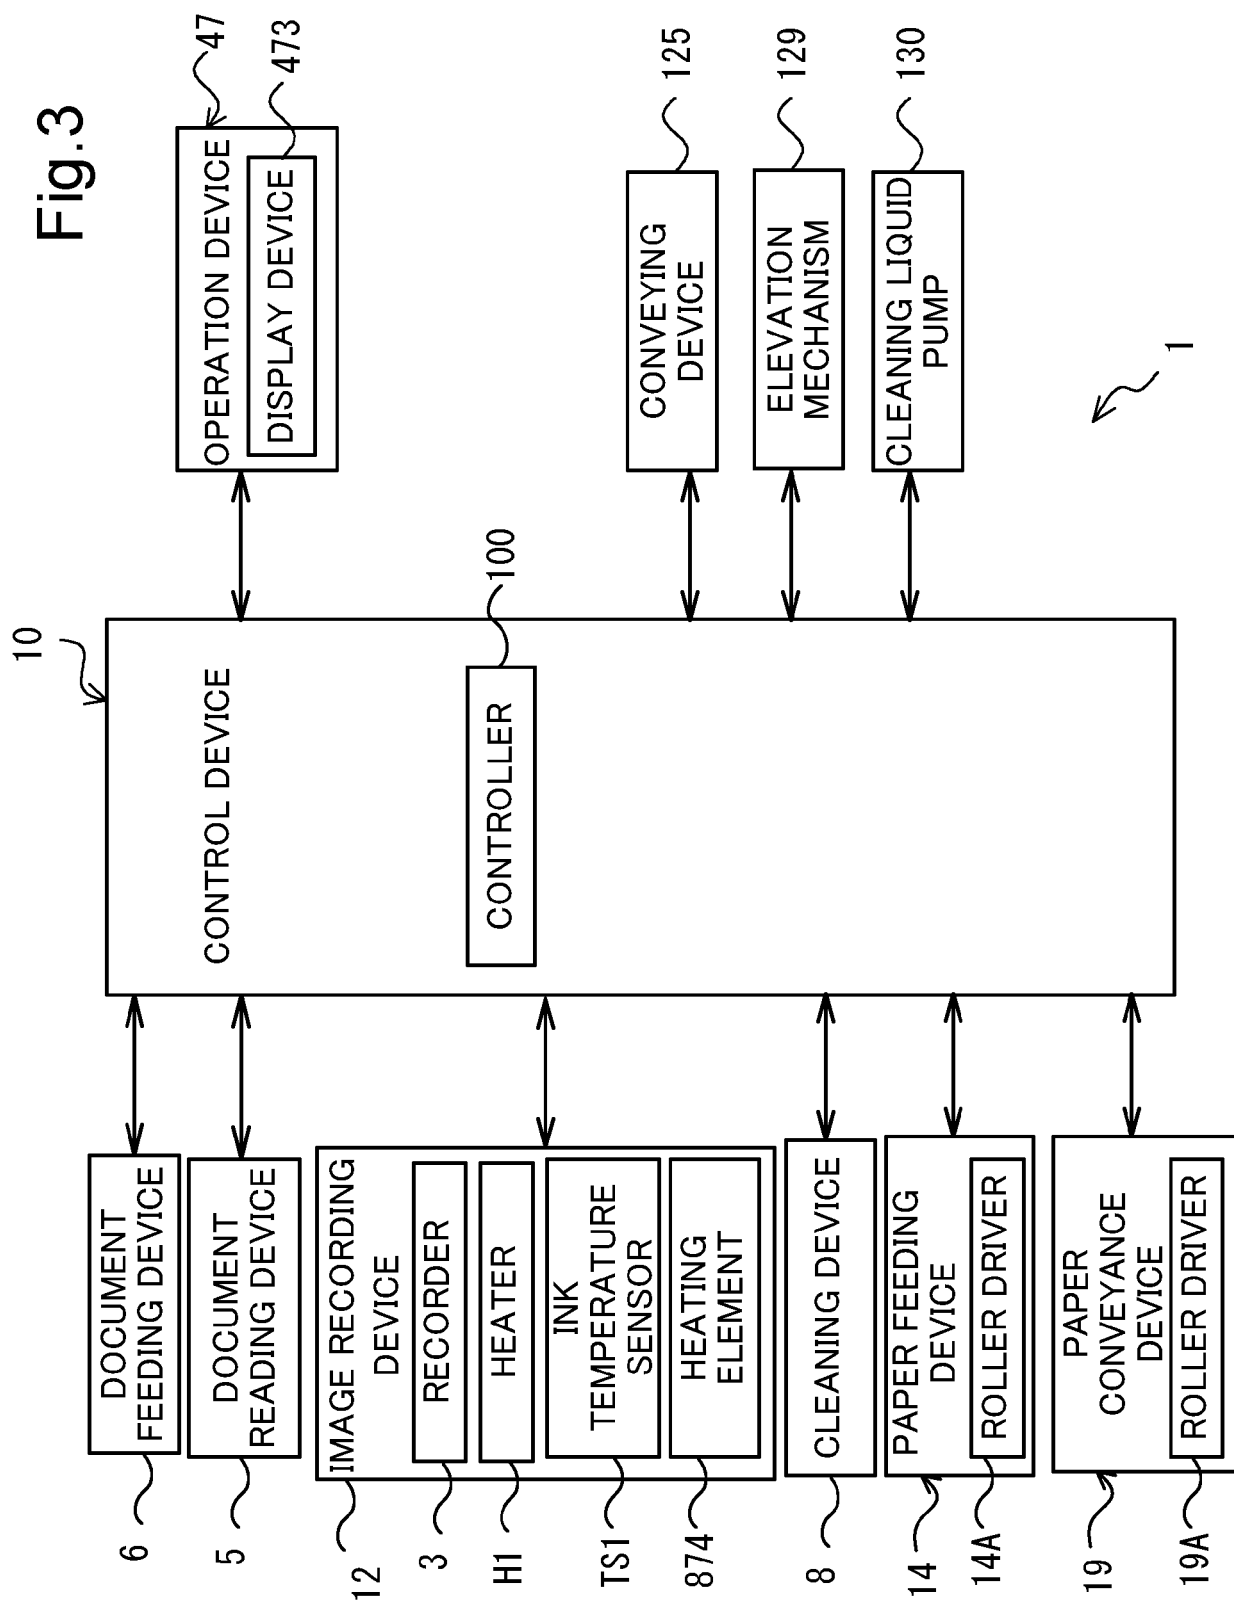 Fig.3
DOCUMENT
FEEDING DEVICE
6
DOCUMENT
READING DEVICE
5
IMAGE RECORDING
DEVICE
12
RECORDER
3
HEATER
H1
INK
TEMPERATURE
SENSOR
TS1
HEATING
ELEMENT
874
CLEANING DEVICE
8
PAPER FEEDING
DEVICE
14
ROLLER DRIVER
14A
PAPER
CONVEYANCE
DEVICE
19
ROLLER DRIVER
19A
10
CONTROL DEVICE
CONTROLLER
100
47
OPERATION DEVICE
473
DISPLAY DEVICE
CONVEYING
DEVICE
125
ELEVATION
MECHANISM
129
CLEANING LIQUID
PUMP
130
1